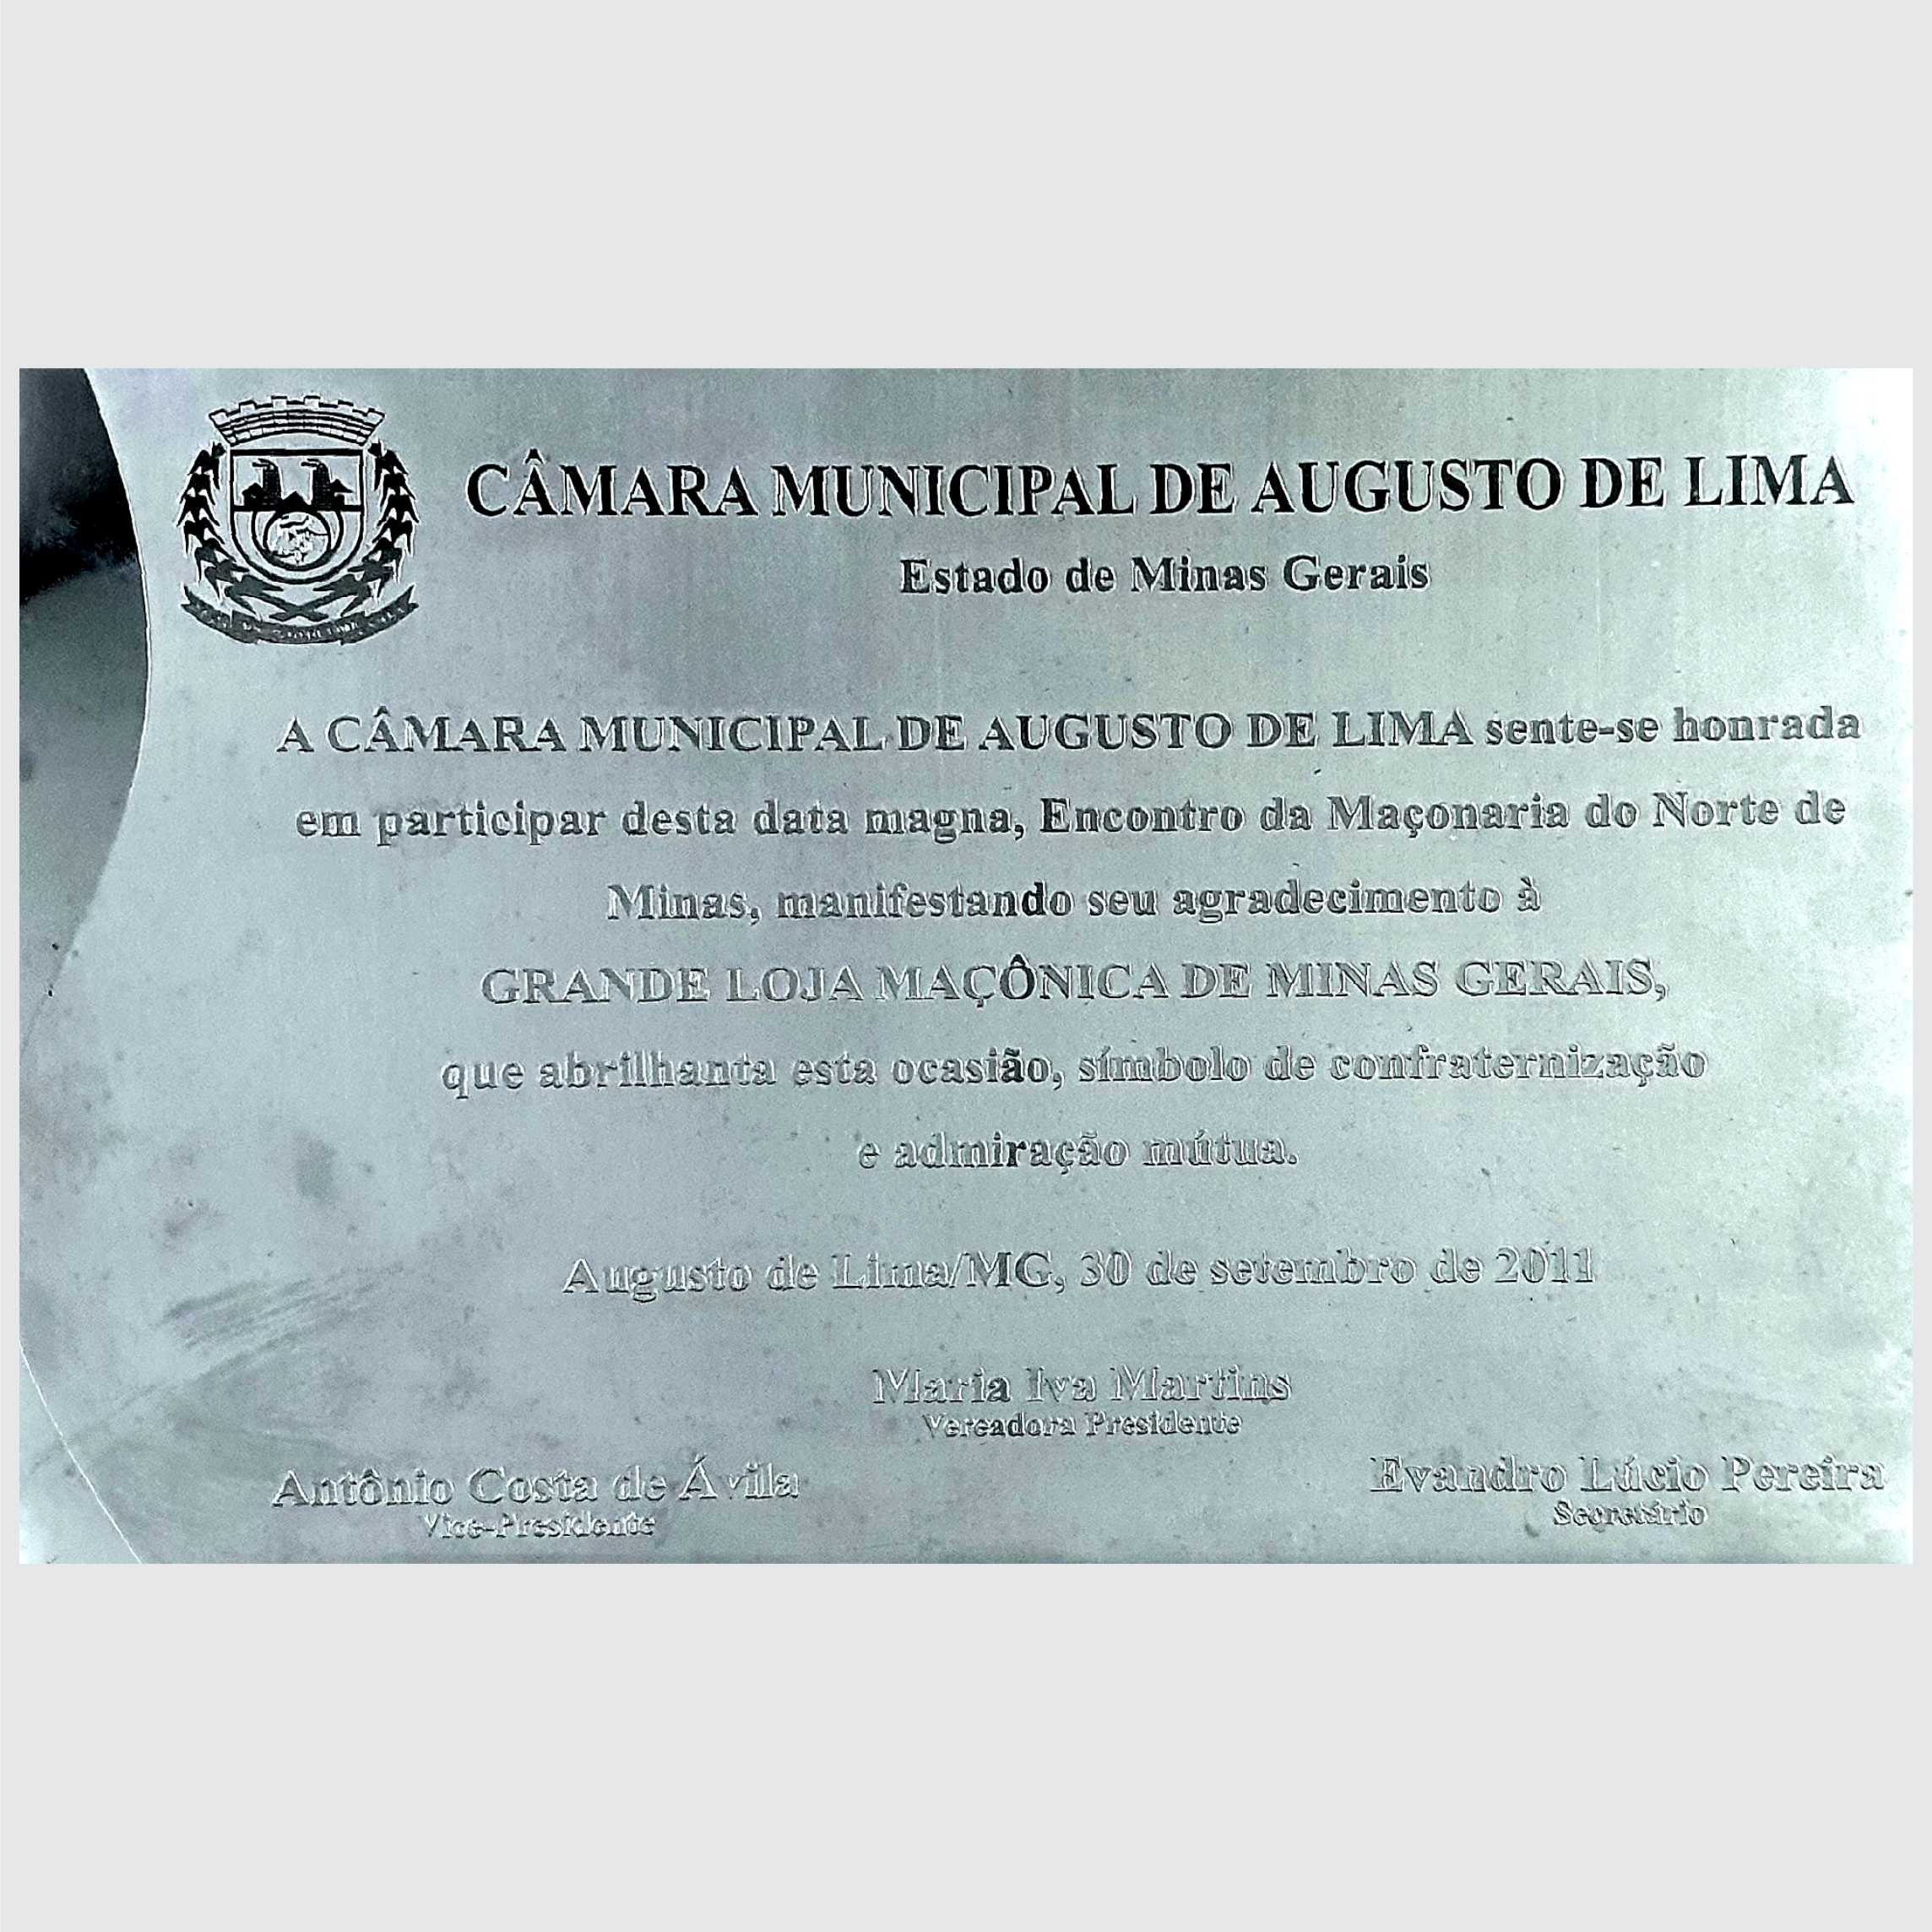 CÂMARA MUNICIPAL DE AUGUSTO DE LIMA
Estado de Minas Gerais
A CÂMARA MUNICIPAL DE AUGUSTO DE LIMA sente-se honrada
em participar desta data magna, Encontro da Maçonaria do Norte de
Minas, manifestando seu agradecimento à
GRANDE LOJA MAÇÔNICA DE MINAS GERAIS,
que abrilhanta esta ocasião, símbolo de confraternização
e admiração mútua.
Augusto de Lima/MG, 30 de setembro de 2011
Maria Iva Martins
Vereadora Presidente
Antônio Costa de Ávila
Vice-Presidente
Evandro Lúcio Pereira
Secretário